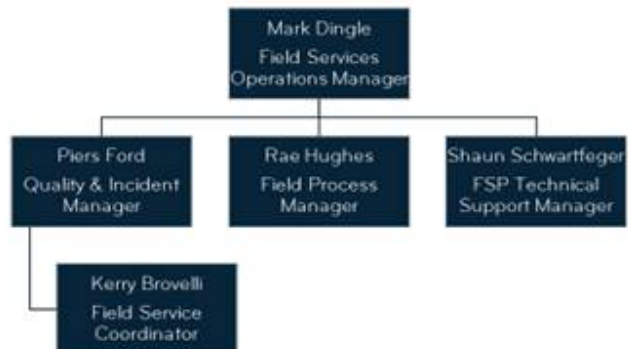 Mark Dingle
Field Services
Operations Manager
Piers Ford
Quality & Incident
Manager
Rae Hughes
Field Process
Manager
Shaun Schwartfeger
FSP Technical
Support Manager
Kerry Brovelli
Field Service
Coordinator